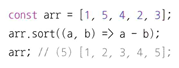 const arr = [1, 5, 4, 2, 3];
arr.sort((a, b) => a - b);
arr; // (5) [1, 2, 3, 4, 5];